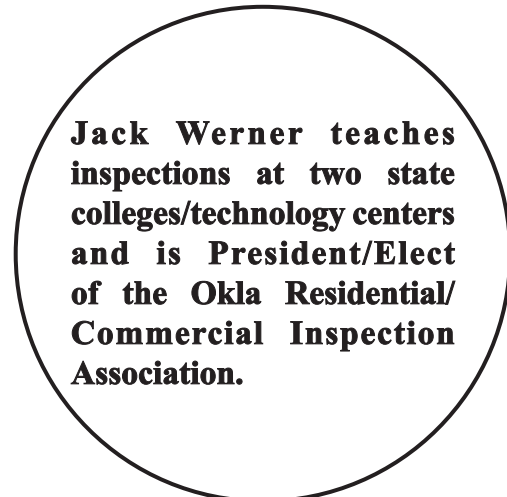 Jack Werner teaches
inspections at two state
colleges/technology centers
and is President/Elect
of the Okla Residential/
Commercial Inspection
Association.